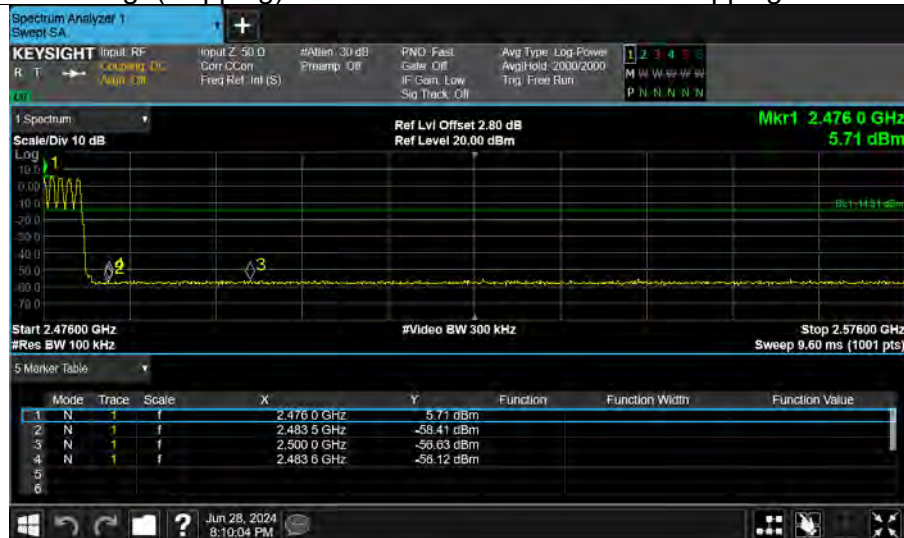 Spectrum Analyzer 1
Swept SA
+
KEYSIGHT Input: RF
R T
Coupling: DC
Align: Off
Input Z: 50 Ω
Corr CCorr
Freq Ref: Int (S)
#Atten: 30 dB
Preamp: Off
PNO: Fast
Gate: Off
IF Gain: Low
Sig Track: Off
Avg Type: Log-Power
Avg|Hold: 2000/2000
Trig: Free Run
1 2 3 4 5 6
M W W W W W
P N N N N N
1 Spectrum
Scale/Div 10 dB
Ref Lvl Offset 2.80 dB
Ref Level 20.00 dBm
Mkr1 2.476 0 GHz
5.71 dBm
Log
10.0
0.00
-10.0
-20.0
-30.0
-40.0
-50.0
-60.0
-70.0
1
2
3
Start 2.47600 GHz
#Res BW 100 kHz
#Video BW 300 kHz
Stop 2.57600 GHz
Sweep 9.60 ms (1001 pts)
5 Marker Table
Mode Trace Scale X Y Function Function Width Function Value
1 N 1 f 2.476 0 GHz 5.71 dBm
2 N 1 f 2.483 5 GHz -58.41 dBm
3 N 1 f 2.500 0 GHz -56.63 dBm
4 N 1 f 2.483 6 GHz -56.12 dBm
5
6
?
Jun 28, 2024
8:10:04 PM